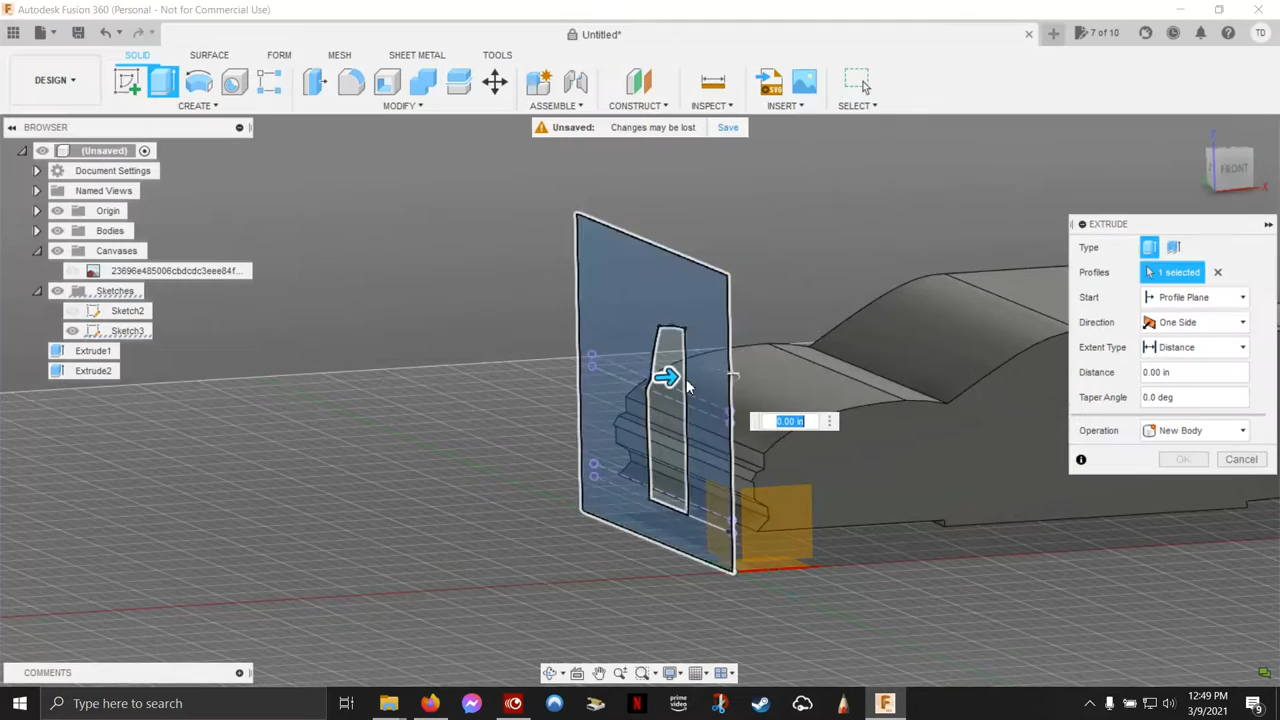 Autodesk Fusion 360 (Personal - Not for Commercial Use)
Untitled*
7 of 10
TD
SOLID
SURFACE
FORM
MESH
SHEET METAL
TOOLS
DESIGN
CREATE
MODIFY
ASSEMBLE
CONSTRUCT
INSPECT
INSERT
SELECT
SVG
BROWSER
Unsaved: Changes may be lost Save
(Unsaved)
Document Settings
Named Views
Origin
Bodies
Canvases
23696e485006cbdcdc3eee84f...
Sketches
Sketch2
Sketch3
Extrude1
Extrude2
Z
FRONT
X
EXTRUDE
Type
Profiles 1 selected
Start Profile Plane
Direction One Side
Extent Type Distance
Distance 0.00 in
Taper Angle 0.0 deg
Operation New Body
OK Cancel
0.00 in
COMMENTS
Type here to search
12:49 PM
3/9/2021